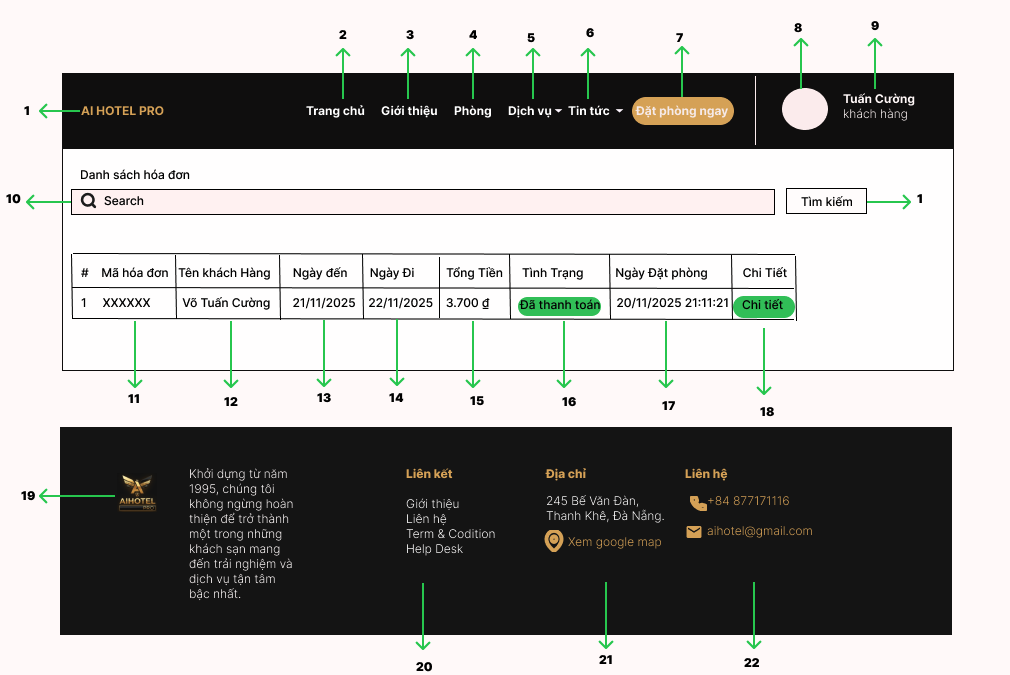 2 3 4 5 6 7 8 9
1 AI HOTEL PRO Trang chủ Giới thiệu Phòng Dịch vụ Tin tức Đặt phòng ngay Tuấn Cường
khách hàng
Danh sách hóa đơn
10 Search Tìm kiếm 1
# Mã hóa đơn Tên khách Hàng Ngày đến Ngày Đi Tổng Tiền Tình Trạng Ngày Đặt phòng Chi Tiết
1 XXXXXX Võ Tuấn Cường 21/11/2025 22/11/2025 3.700 ₫ Đã thanh toán 20/11/2025 21:11:21 Chi tiết
11 12 13 14 15 16 17 18
19
AIHOTEL
PRO
Khởi dựng từ năm
1995, chúng tôi
không ngừng hoàn
thiện để trở thành
một trong những
khách sạn mang
đến trải nghiệm và
dịch vụ tận tâm
bậc nhất.
Liên kết
Giới thiệu
Liên hệ
Term & Codition
Help Desk
Địa chỉ
245 Bế Văn Đàn,
Thanh Khê, Đà Nẵng.
Xem google map
Liên hệ
+84 877171116
aihotel@gmail.com
20 21 22